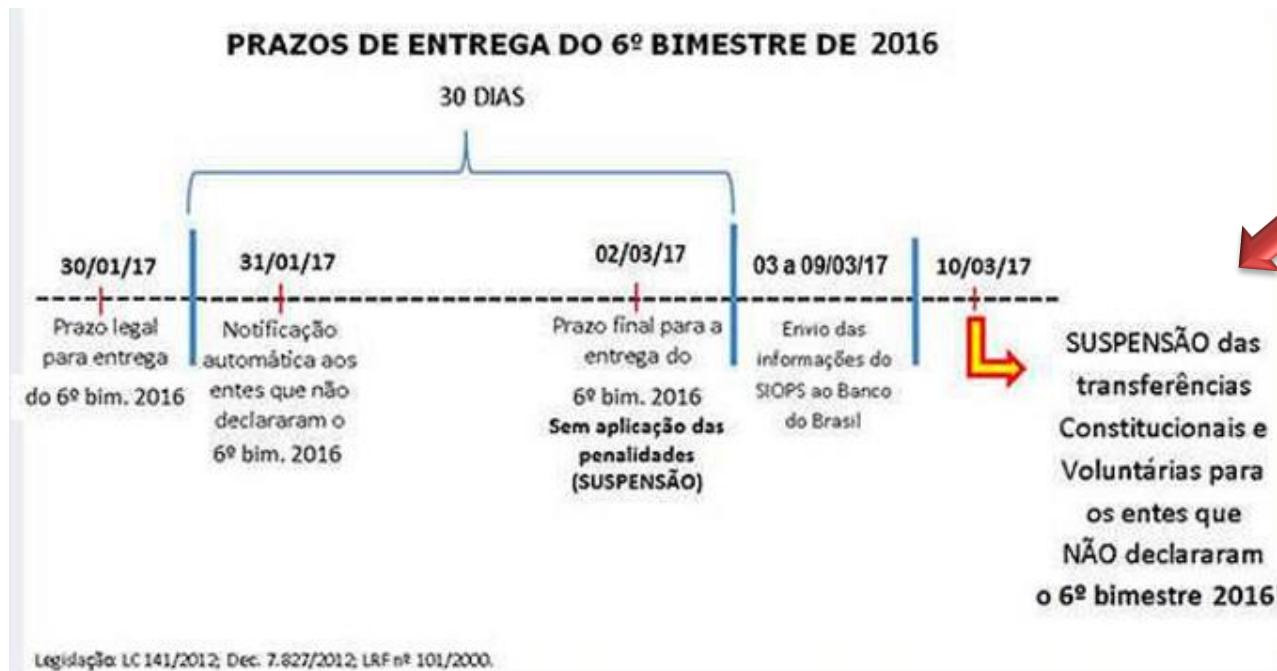 PRAZOS DE ENTREGA DO 6º BIMESTRE DE 2016
30 DIAS
30/01/17
Prazo legal
para entrega
do 6º bim. 2016
31/01/17
Notificação
automática aos
entes que não
declararam o
6º bim. 2016
02/03/17
Prazo final para a
entrega do
6º bim. 2016
Sem aplicação das
penalidades
(SUSPENSÃO)
03 a 09/03/17
Envio das
informações do
SIOPS ao Banco
do Brasil
10/03/17
SUSPENSÃO das
transferências
Constitucionais e
Voluntárias para
os entes que
NÃO declararam
o 6º bimestre 2016
Legislação: LC 141/2012; Dec. 7.827/2012; LRF nº 101/2000.